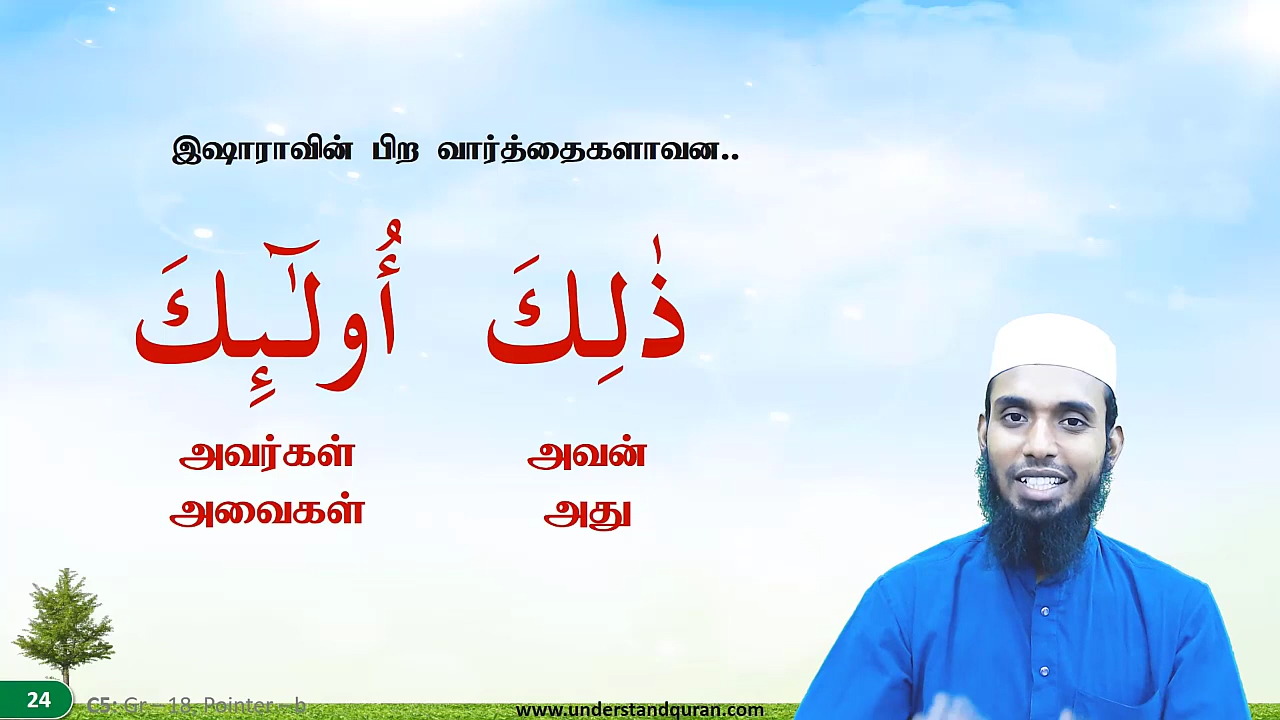 இஷாராவின் பிற வார்த்தைகளாவன..
ذَٰلِكَ أُولَـٰٓئِكَ
அவர்கள் அவன்
அவைகள் அது
24 C5: Gr – 18 Pointer – b
www.understandquran.com